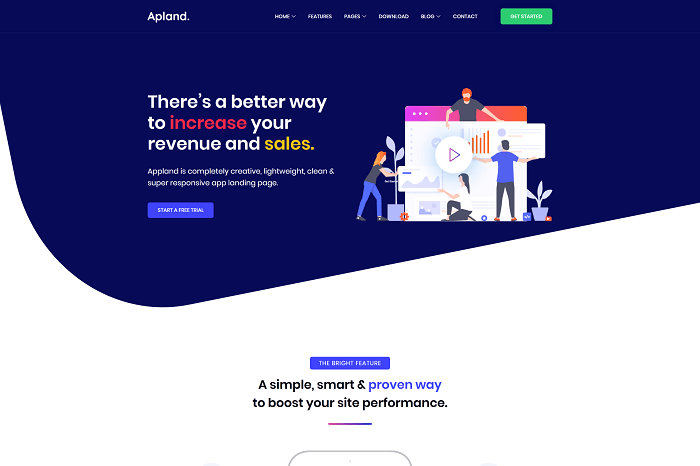 Apland.
HOME
FEATURES
PAGES
DOWNLOAD
BLOG
CONTACT
GET STARTED
There's a better way
to increase your
revenue and sales.
Appland is completely creative, lightweight, clean &
super responsive app landing page.
START A FREE TRIAL
THE BRIGHT FEATURE
A simple, smart & proven way
to boost your site performance.